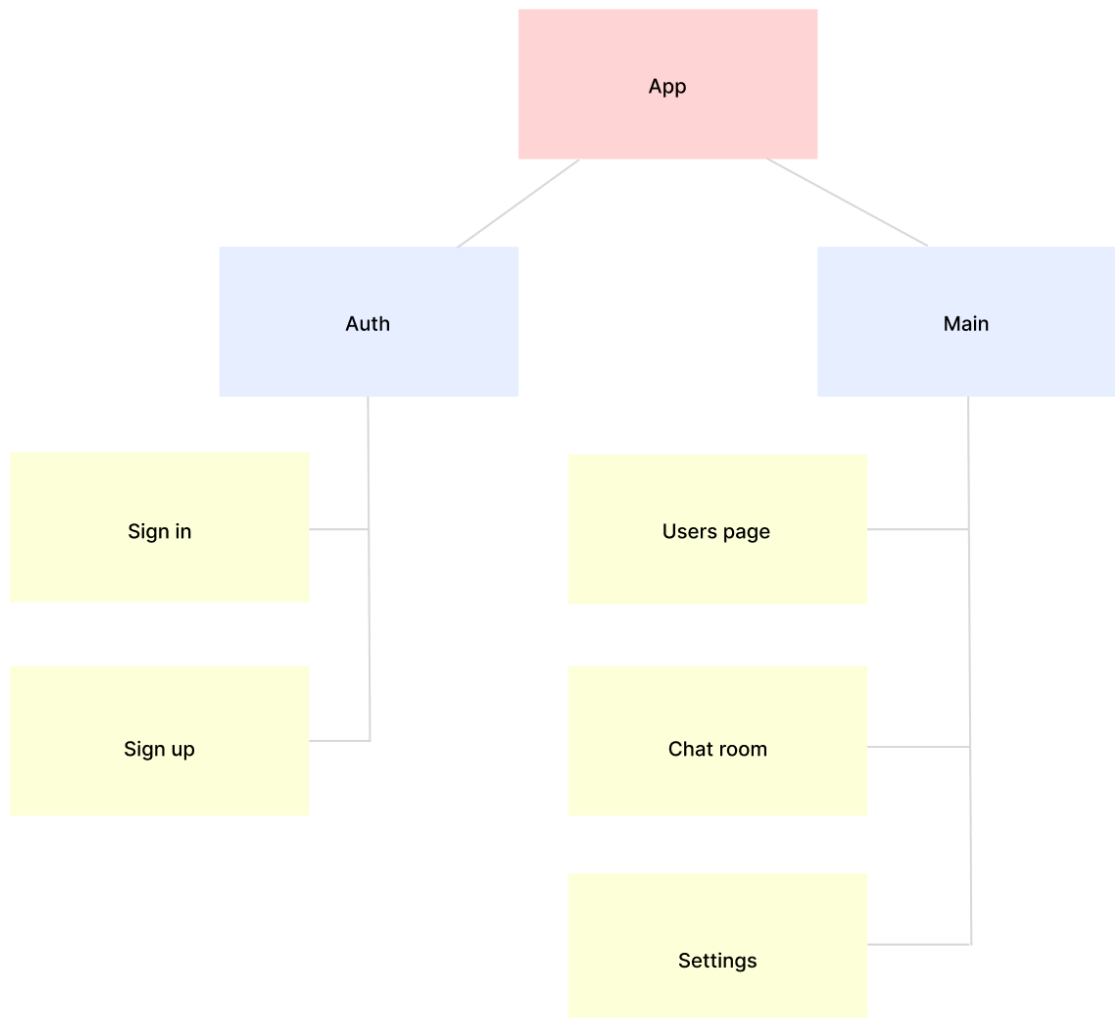 App
Auth
Main
Sign in
Users page
Sign up
Chat room
Settings